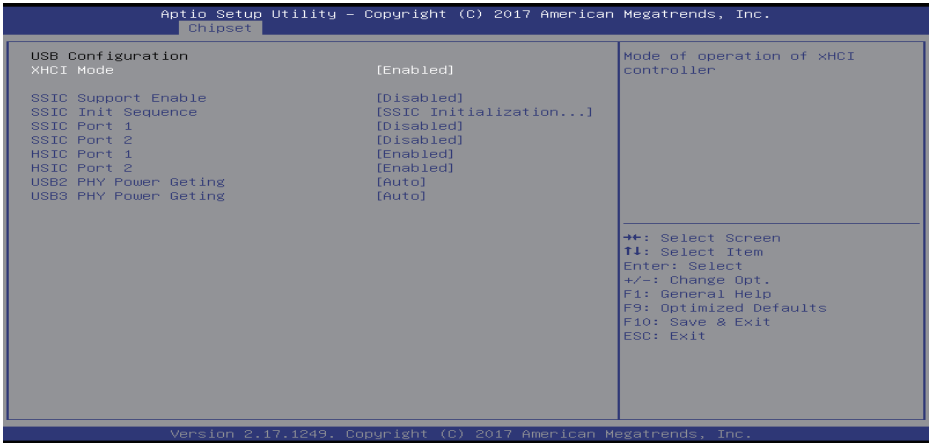 Aptio Setup Utility – Copyright (C) 2017 American Megatrends, Inc.
Chipset
USB Configuration
XHCI Mode [Enabled]
SSIC Support Enable [Disabled]
SSIC Init Sequence [SSIC Initialization...]
SSIC Port 1 [Disabled]
SSIC Port 2 [Disabled]
HSIC Port 1 [Enabled]
HSIC Port 2 [Enabled]
USB2 PHY Power Geting [Auto]
USB3 PHY Power Geting [Auto]
Mode of operation of xHCI
controller
→←: Select Screen
↑↓: Select Item
Enter: Select
+/-: Change Opt.
F1: General Help
F9: Optimized Defaults
F10: Save & Exit
ESC: Exit
Version 2.17.1249. Copyright (C) 2017 American Megatrends, Inc.